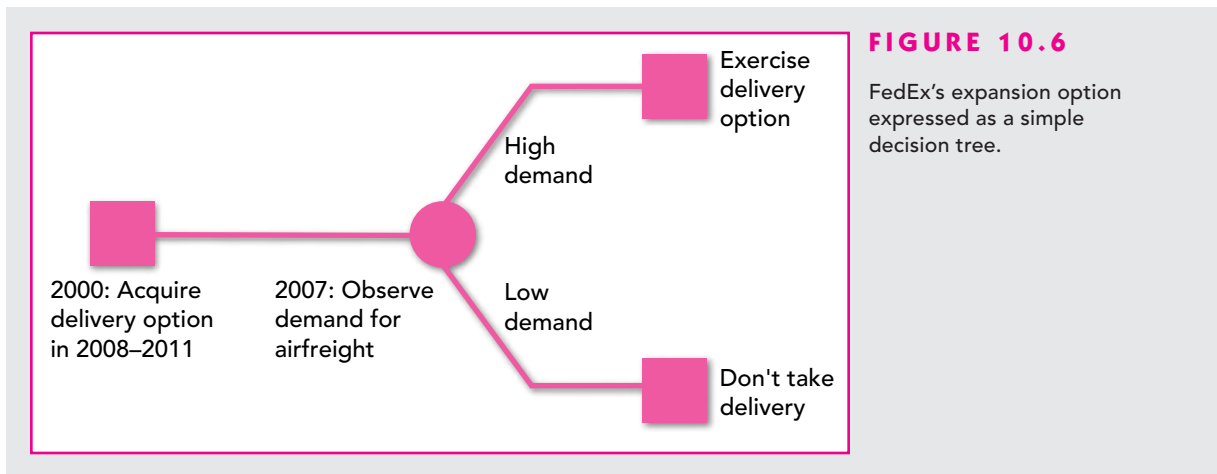 FIGURE 10.6
FedEx's expansion option
expressed as a simple
decision tree.
Exercise
delivery
option
High
demand
2000: Acquire
delivery option
in 2008–2011
2007: Observe
demand for
airfreight
Low
demand
Don't take
delivery